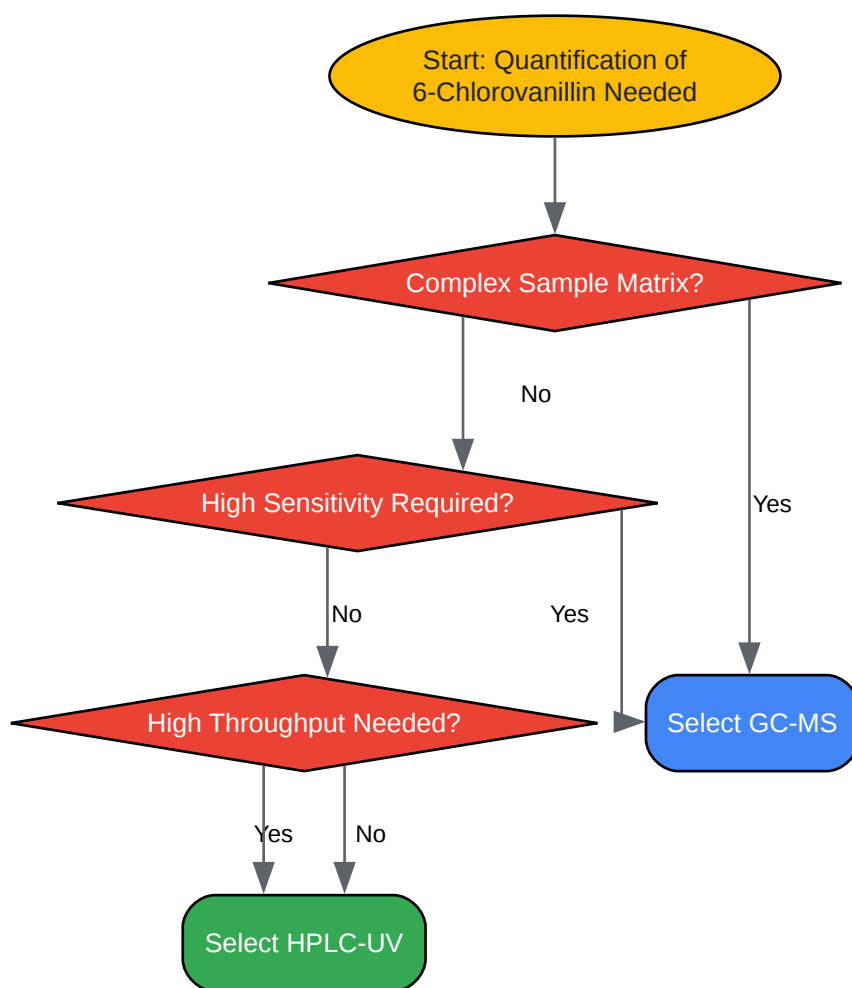 Start: Quantification of
6-Chlorovanillin Needed
Complex Sample Matrix?
No
High Sensitivity Required?
Yes
No
Yes
High Throughput Needed?
Select GC-MS
Yes
No
Select HPLC-UV